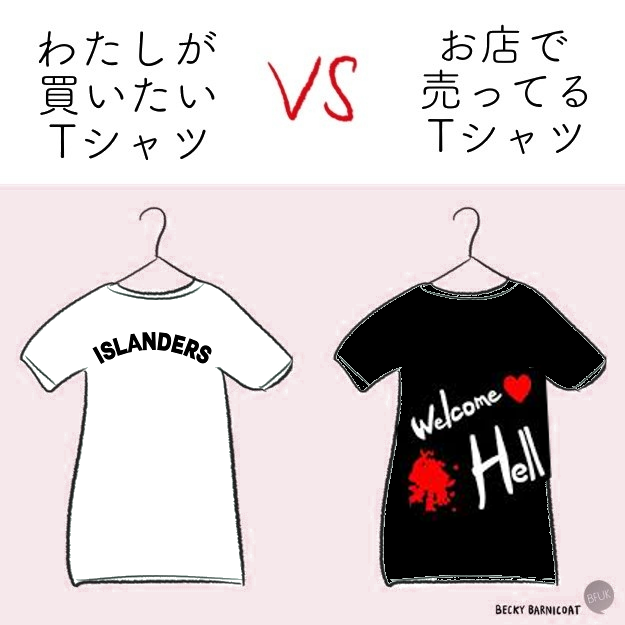 わたしが
買いたい
Tシャツ
VS
お店で
売ってる
Tシャツ
ISLANDERS
Welcome
Hell
BECKY BARNICOAT
BFUK